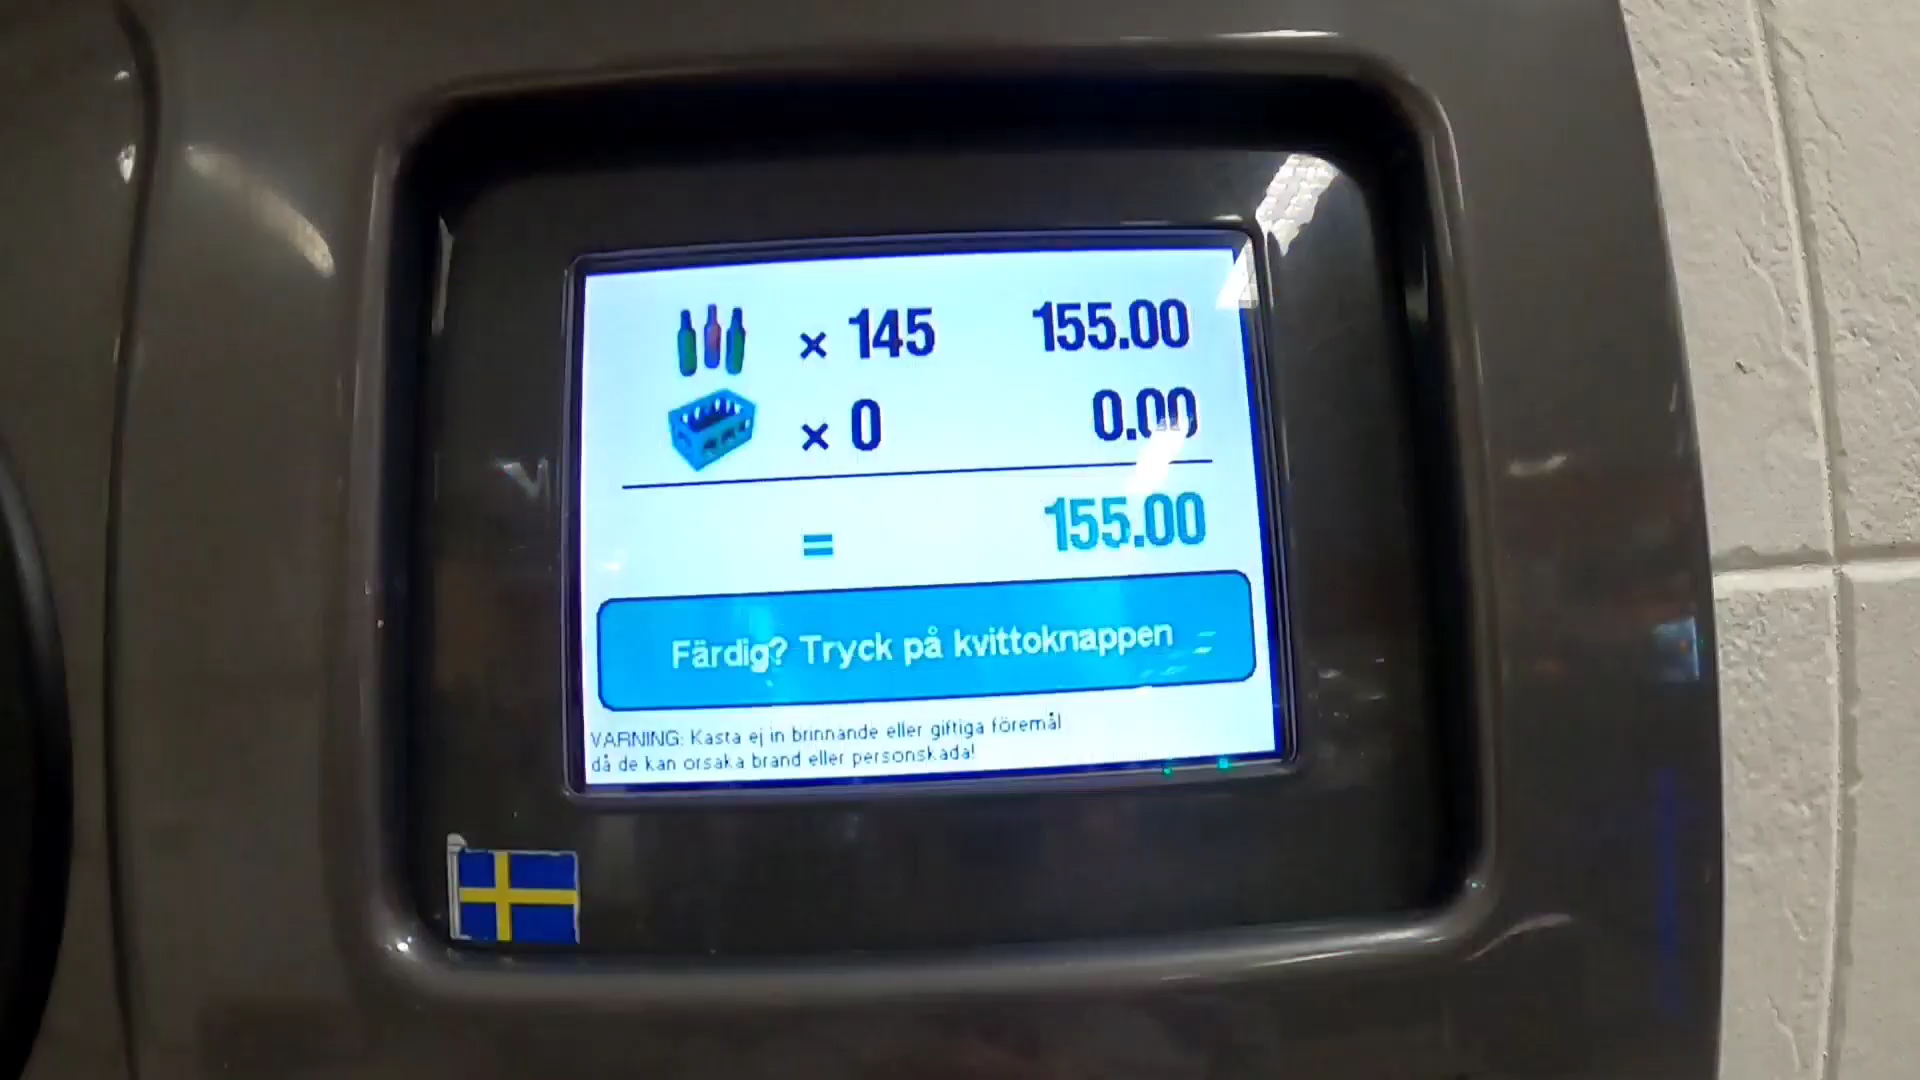 × 145 155.00
× 0 0.00
= 155.00
Färdig? Tryck på kvittoknappen
VARNING: Kasta ej in brinnande eller giftiga föremål
då de kan orsaka brand eller personskada!